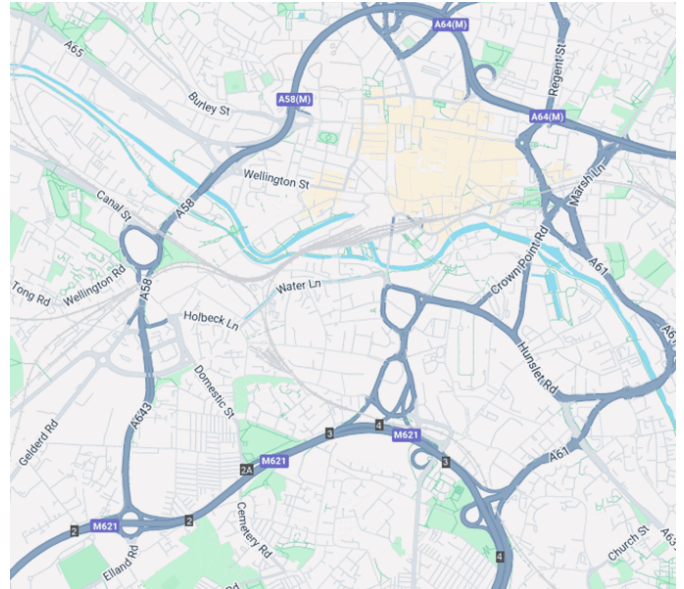 A64(M)
A65
Regent St
A58(M)
Burley St
A64(M)
Wellington St
Marsh Ln
Canal St
A58
Crown Point Rd
A61
Wellington Rd
Tong Rd
A58
Water Ln
Holbeck Ln
Hunslet Rd
A61
Domestic St
A643
Gelderd Rd
3
4
M621
A61
M621
3
2A
2
M621
2
Cemetery Rd
Church St
A639
4
Elland Rd
Rd